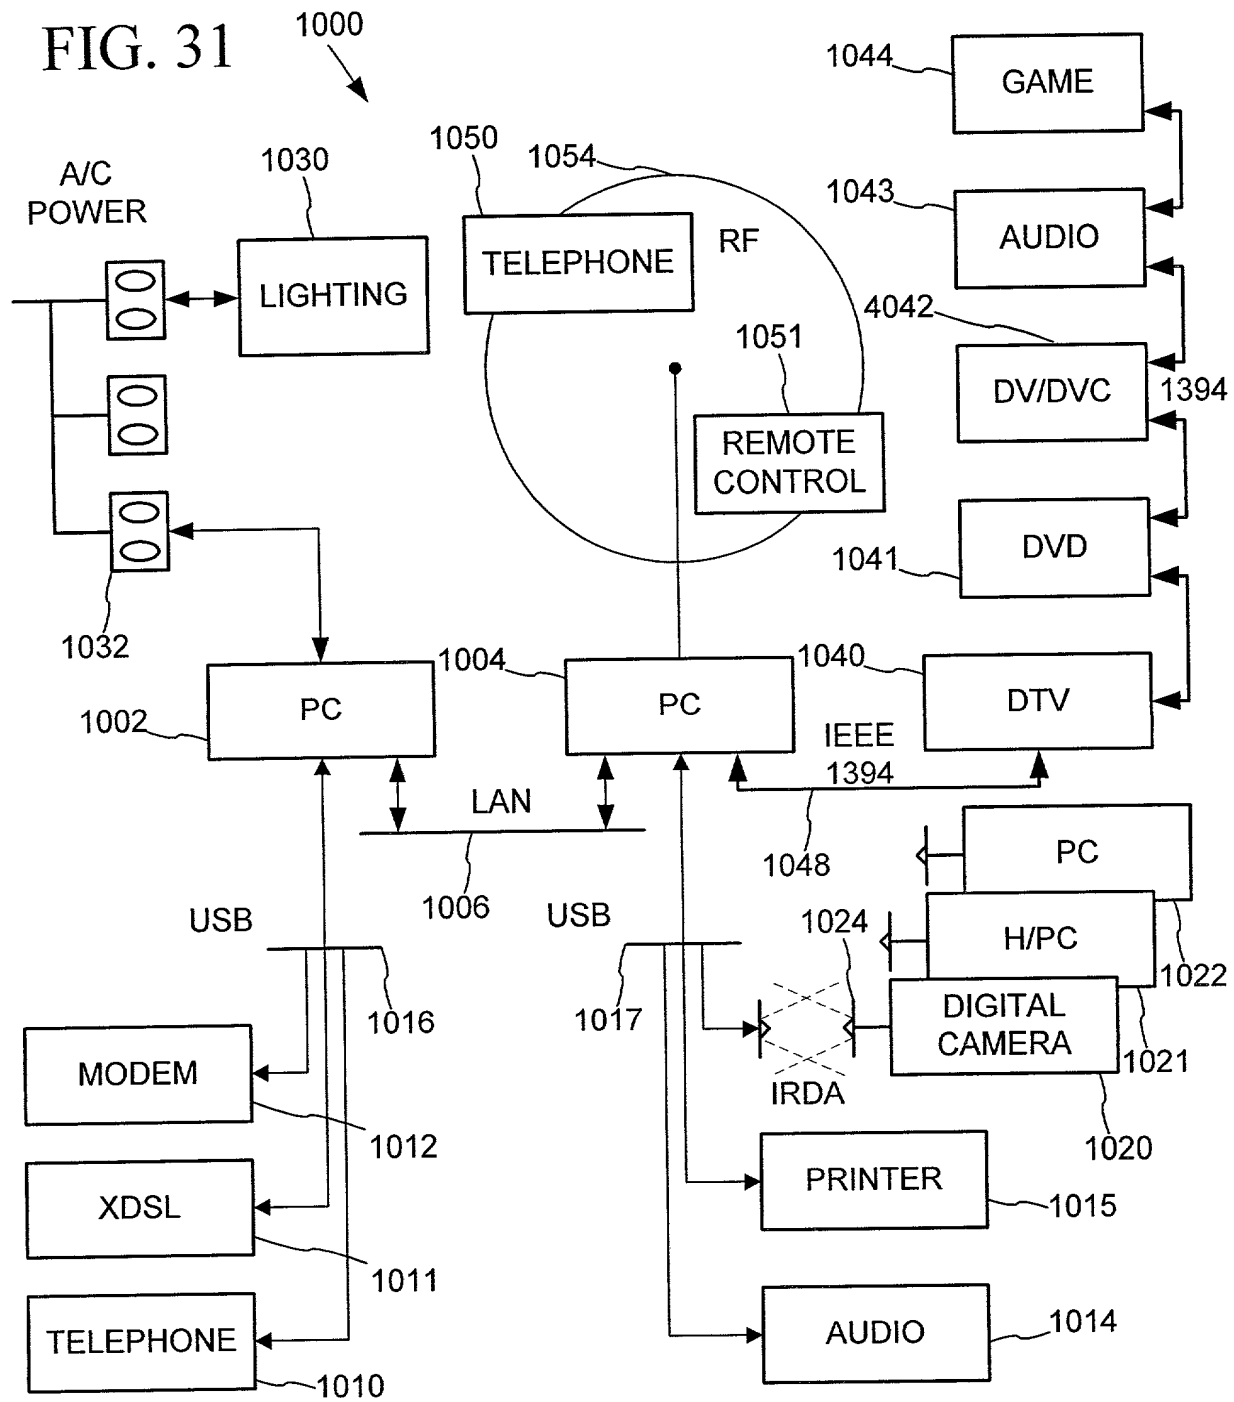 FIG. 31
1000
1044
GAME
1050
1054
1030
A/C
POWER
1043
AUDIO
TELEPHONE
RF
LIGHTING
4042
1051
DV/DVC
1394
REMOTE
CONTROL
DVD
1041
1032
1004
1040
PC
PC
DTV
1002
IEEE
1394
LAN
1048
PC
1006
USB
USB
1024
H/PC
1022
1016
1017
DIGITAL
CAMERA
1021
MODEM
IRDA
1012
1020
PRINTER
XDSL
1015
1011
AUDIO
1014
TELEPHONE
1010